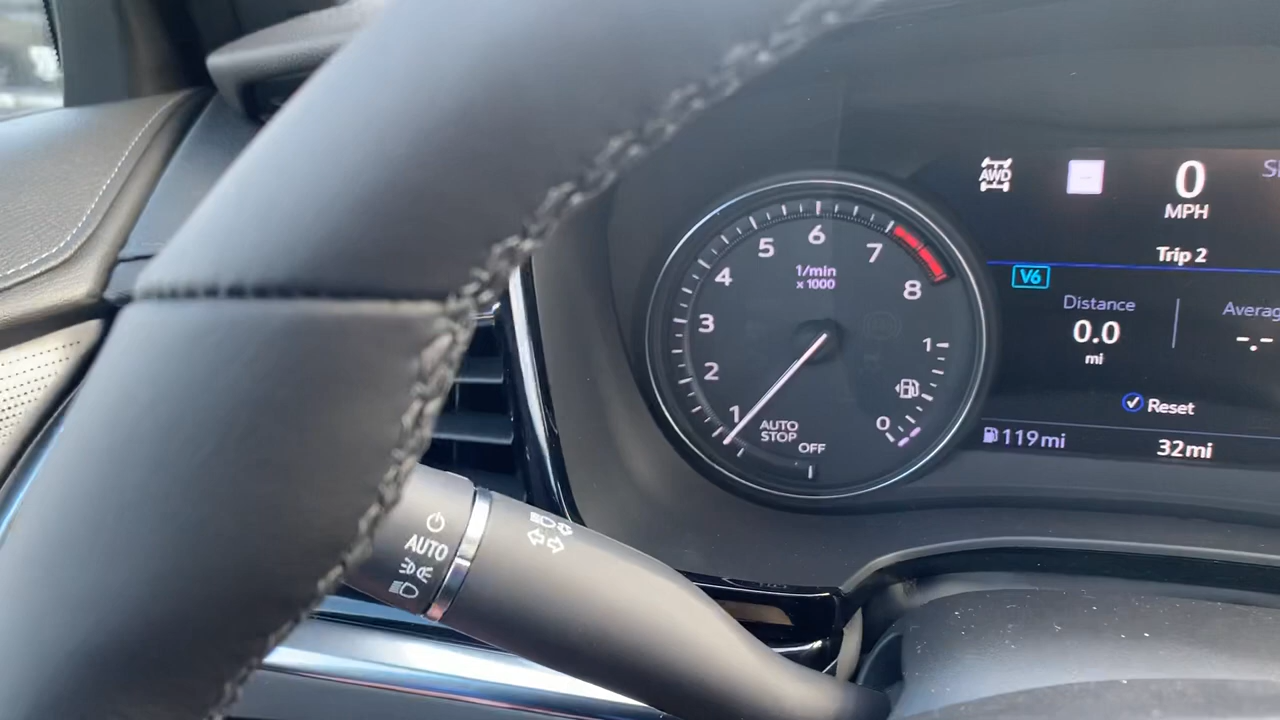 AWD
0
MPH
Trip 2
V6
Distance
0.0
mi
Averag
-.-
Reset
119mi
32mi
6
5
7
4
1/min
x 1000
8
3
1
2
1
0
AUTO
STOP
OFF
AUTO